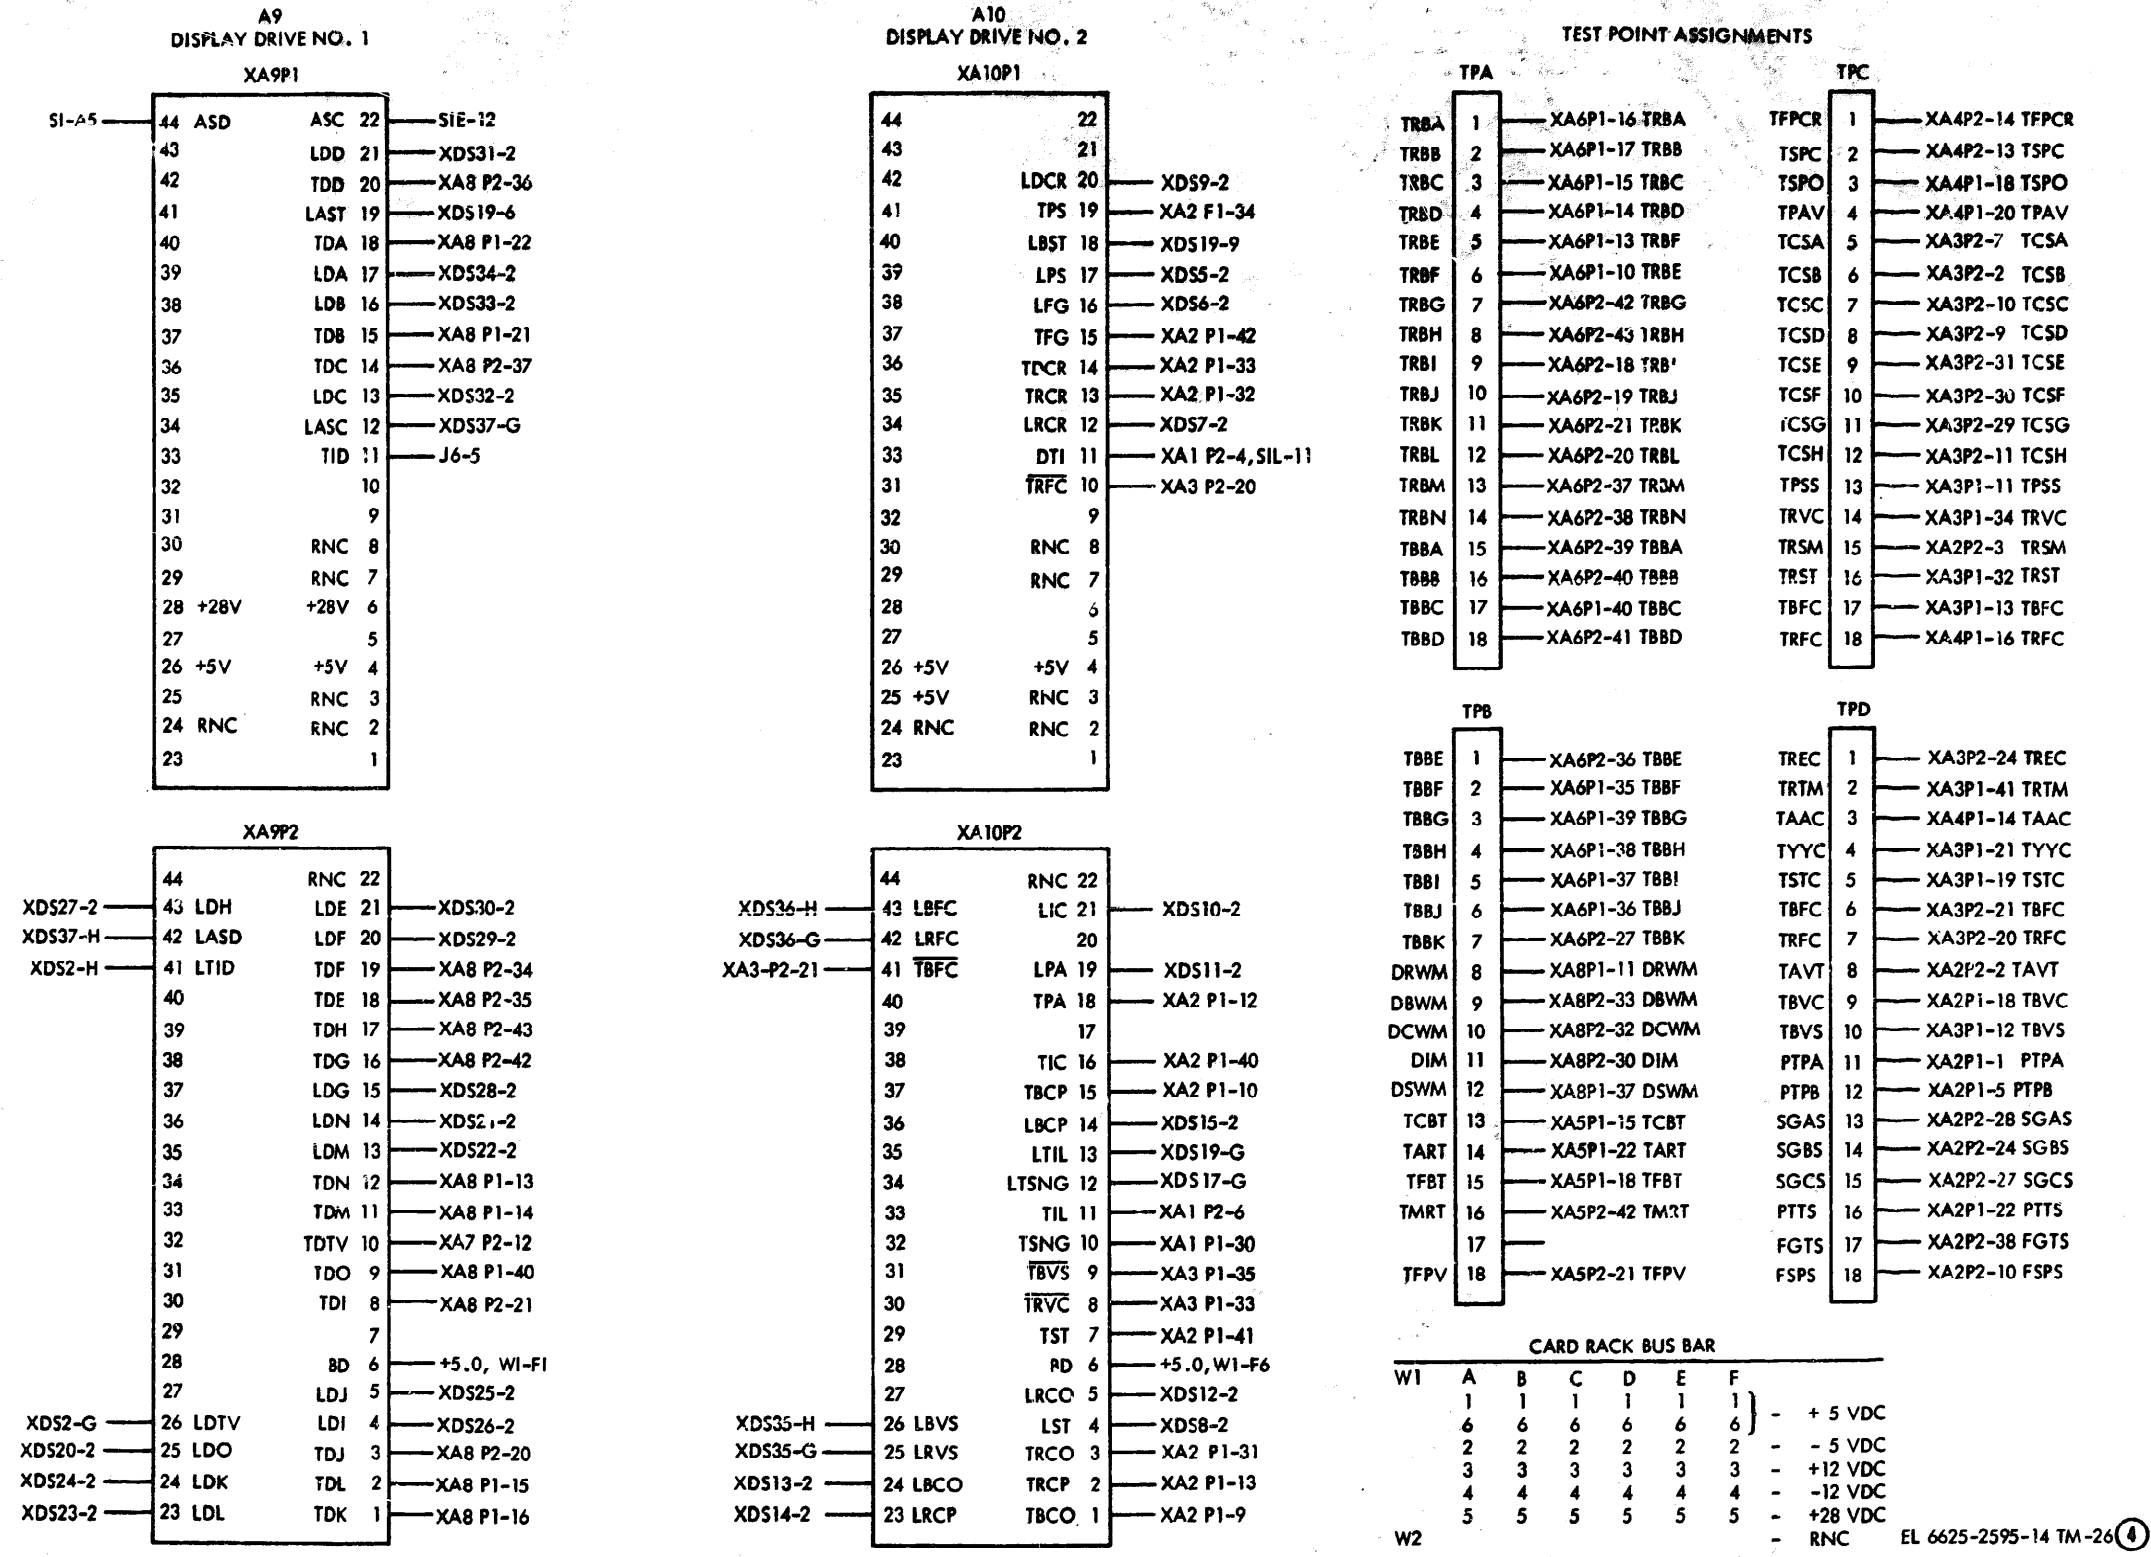 A9
DISPLAY DRIVE NO. 1
XA9P1
SI-A5 44 ASD ASC 22 SIE-12
43 LDD 21 XDS31-2
42 TDD 20 XA8 P2-36
41 LAST 19 XDS19-6
40 TDA 18 XA8 P1-22
39 LDA 17 XDS34-2
38 LDB 16 XDS33-2
37 TDB 15 XA8 P1-21
36 TDC 14 XA8 P2-37
35 LDC 13 XDS32-2
34 LASC 12 XDS37-G
33 TID 11 J6-5
32 10
31 9
30 RNC 8
29 RNC 7
28 +28V +28V 6
27 5
26 +5V +5V 4
25 RNC 3
24 RNC RNC 2
23 1
XA9P2
44 RNC 22
XDS27-2 43 LDH LDE 21 XDS30-2
XDS37-H 42 LASD LDF 20 XDS29-2
XDS2-H 41 LTID TDF 19 XA8 P2-34
40 TDE 18 XA8 P2-35
39 TDH 17 XA8 P2-43
38 TDG 16 XA8 P2-42
37 LDG 15 XDS28-2
36 LDN 14
35 LDM 13 XDS22-2
34 TDN 12 XA8 P1-13
33 TDM 11 XA8 P1-14
32 TDTV 10 XA7 P2-12
31 TDO 9 XA8 P1-40
30 TDI 8 XA8 P2-21
29 7
28 BD 6 +5.0, WI-FI
27 LDJ 5 XDS25-2
XDS2-G 26 LDTV LDI 4 XDS26-2
XDS20-2 25 LDO TDJ 3 XA8 P2-20
XDS24-2 24 LDK TDL 2 XA8 P1-15
XDS23-2 23 LDL TDK 1 XA8 P1-16
A10
DISPLAY DRIVE NO. 2
XA10P1
44 22
43 21
42 LDCR 20 XDS9-2
41 TPS 19 XA2 F1-34
40 LBST 18 XDS19-9
39 LPS 17 XDS5-2
38 LFG 16 XDS6-2
37 TFG 15 XA2 P1-42
36 TDCR 14 XA2 P1-33
35 TRCR 13 XA2 P1-32
34 LRCR 12 XDS7-2
33 DTI 11 XA1 P2-4,SIL-11
31 T̅R̅F̅C̅ 10 XA3 P2-20
32 9
30 RNC 8
29 RNC 7
28 6
27 5
26 +5V +5V 4
25 +5V RNC 3
24 RNC RNC 2
23 1
XA10P2
44 RNC 22
XDS36-H 43 LBFC LIC 21 XDS10-2
XDS36-G 42 LRFC 20
XA3-P2-21 41 T̅B̅F̅C̅ LPA 19 XDS11-2
40 TPA 18 XA2 P1-12
39 17
38 TIC 16 XA2 P1-40
37 TBCP 15 XA2 P1-10
36 LBCP 14 XDS15-2
35 LTIL 13 XDS19-G
34 LTSNG 12 XDS17-G
33 TIL 11 XA1 P2-6
32 TSNG 10 XA1 P1-30
31 T̅B̅V̅S̅ 9 XA3 P1-35
30 T̅R̅V̅C̅ 8 XA3 P1-33
29 TST 7 XA2 P1-41
28 BD 6 +5.0,W1-F6
27 LRCO 5 XDS12-2
XDS35-H 26 LBVS LST 4 XDS8-2
XDS35-G 25 LRVS TRCO 3 XA2 P1-31
XDS13-2 24 LBCO TRCP 2 XA2 P1-13
XDS14-2 23 LRCP TBCO 1 XA2 P1-9
TEST POINT ASSIGNMENTS
TPA
TRBA 1 XA6P1-16 TRBA
TRBB 2 XA6P1-17 TRBB
TRBC 3 XA6P1-15 TRBC
TRBD 4 XA6P1-14 TRBD
TRBE 5 XA6P1-13 TRBF
TRBF 6 XA6P1-10 TRBE
TRBG 7 XA6P2-42 TRBG
TRBH 8 XA6P2-43 TRBH
TRBI 9 XA6P2-18
TRBJ 10 XA6P2-19 TRBJ
TRBK 11 XA6P2-21 TRBK
TRBL 12 XA6P2-20 TRBL
TRBM 13 XA6P2-37 TRBM
TRBN 14 XA6P2-38 TRBN
TBBA 15 XA6P2-39 TBBA
TBBB 16 XA6P2-40 TBBB
TBBC 17 XA6P1-40 TBBC
TBBD 18 XA6P2-41 TBBD
TPC
TFPCR 1 XA4P2-14 TFPCR
TSPC 2 XA4P2-13 TSPC
TSPO 3 XA4P1-18 TSPO
TPAV 4 XA4P1-20 TPAV
TCSA 5 XA3P2-7 TCSA
TCSB 6 XA3P2-2 TCSB
TCSC 7 XA3P2-10 TCSC
TCSD 8 XA3P2-9 TCSD
TCSE 9 XA3P2-31 TCSE
TCSF 10 XA3P2-30 TCSF
TCSG 11 XA3P2-29 TCSG
TCSH 12 XA3P2-11 TCSH
TPSS 13 XA3P1-11 TPSS
TRVC 14 XA3P1-34 TRVC
TRSM 15 XA2P2-3 TRSM
TRST 16 XA3P1-32 TRST
TBFC 17 XA3P1-13 TBFC
TRFC 18 XA4P1-16 TRFC
TPB
TBBE 1 XA6P2-36 TBBE
TBBF 2 XA6P1-35 TBBF
TBBG 3 XA6P1-39 TBBG
TBBH 4 XA6P1-38 TBBH
TBBI 5 XA6P1-37 TBBI
TBBJ 6 XA6P1-36 TBBJ
TBBK 7 XA6P2-27 TBBK
DRWM 8 XA8P1-11 DRWM
DBWM 9 XA8P2-33 DBWM
DCWM 10 XA8P2-32 DCWM
DIM 11 XA8P2-30 DIM
DSWM 12 XA8P1-37 DSWM
TCBT 13 XA5P1-15 TCBT
TART 14 XA5P1-22 TART
TFBT 15 XA5P1-18 TFBT
TMRT 16 XA5P2-42 TMRT
17
TFPV 18 XA5P2-21 TFPV
TPD
TREC 1 XA3P2-24 TREC
TRTM 2 XA3P1-41 TRTM
TAAC 3 XA4P1-14 TAAC
TYYC 4 XA3P1-21 TYYC
TSTC 5 XA3P1-19 TSTC
TBFC 6 XA3P2-21 TBFC
TRFC 7 XA3P2-20 TRFC
TAVT 8 XA2P2-2 TAVT
TBVC 9 XA2P1-18 TBVC
TBVS 10 XA3P1-12 TBVS
PTPA 11 XA2P1-1 PTPA
PTPB 12 XA2P1-5 PTPB
SGAS 13 XA2P2-28 SGAS
SGBS 14 XA2P2-24 SGBS
SGCS 15 XA2P2-27 SGCS
PTTS 16 XA2P1-22 PTTS
FGTS 17 XA2P2-38 FGTS
FSPS 18 XA2P2-10 FSPS
CARD RACK BUS BAR
W1 A B C D E F
1 1 1 1 1 1
6 6 6 6 6 6 - + 5 VDC
2 2 2 2 2 2 - - 5 VDC
3 3 3 3 3 3 - +12 VDC
4 4 4 4 4 4 - -12 VDC
5 5 5 5 5 5 - +28 VDC
W2 - RNC
EL 6625-2595-14 TM-26 4